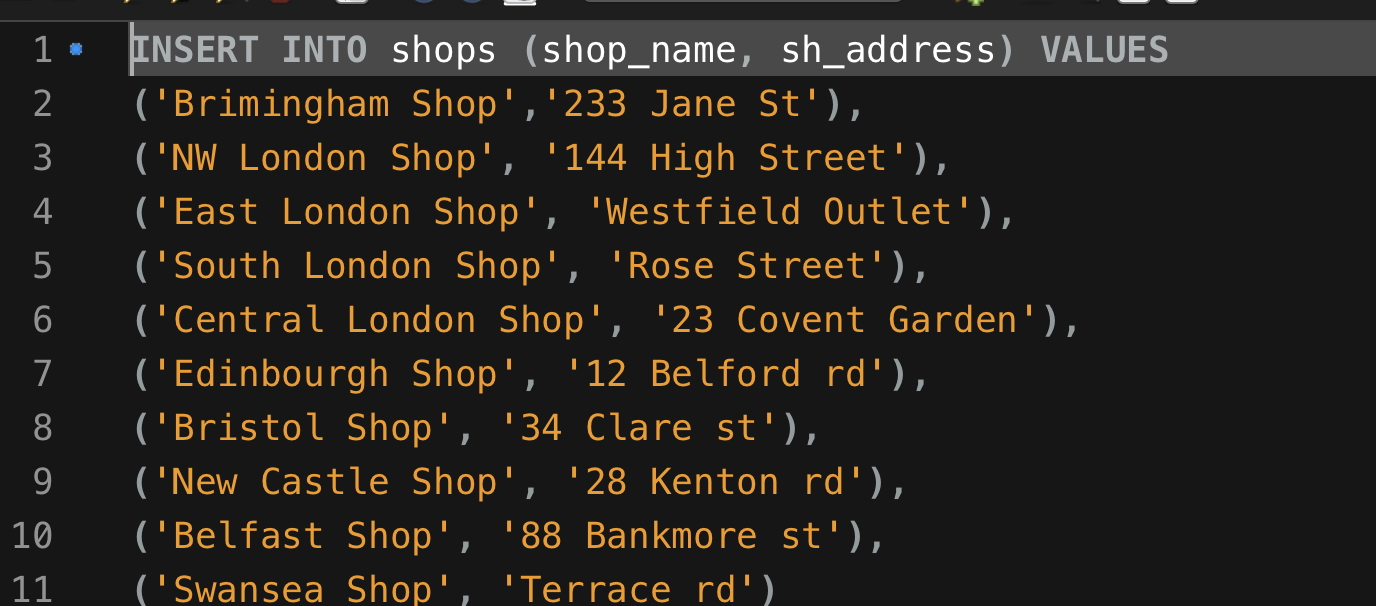 1 INSERT INTO shops (shop_name, sh_address) VALUES
2 ('Brimingham Shop','233 Jane St'),
3 ('NW London Shop', '144 High Street'),
4 ('East London Shop', 'Westfield Outlet'),
5 ('South London Shop', 'Rose Street'),
6 ('Central London Shop', '23 Covent Garden'),
7 ('Edinbourgh Shop', '12 Belford rd'),
8 ('Bristol Shop', '34 Clare st'),
9 ('New Castle Shop', '28 Kenton rd'),
10 ('Belfast Shop', '88 Bankmore st'),
11 ('Swansea Shop', 'Terrace rd')